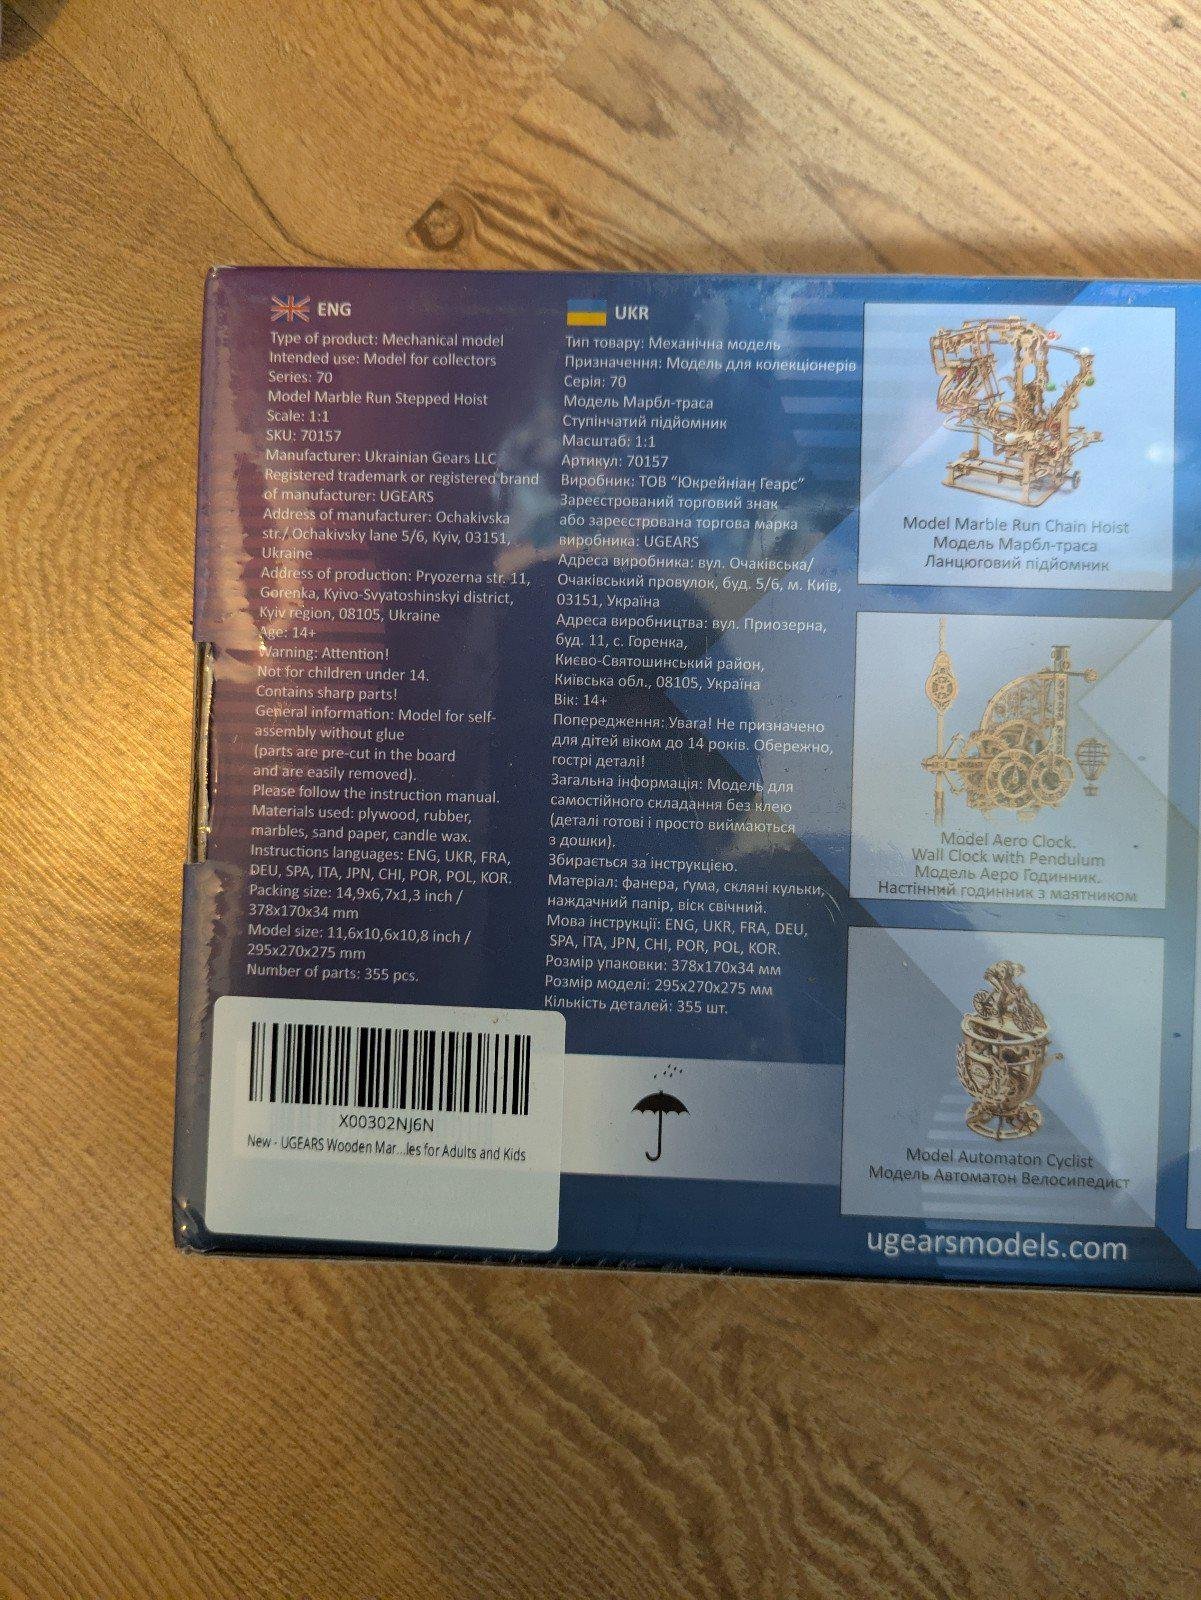 ENG
Type of product: Mechanical model
Intended use: Model for collectors
Series: 70
Model Marble Run Stepped Hoist
Scale: 1:1
SKU: 70157
Manufacturer: Ukrainian Gears LLC
Registered trademark or registered brand
of manufacturer: UGEARS
Address of manufacturer: Ochakivska
str./ Ochakivsky lane 5/6, Kyiv, 03151,
Ukraine
Address of production: Pryozerna str. 11,
Gorenka, Kyivo-Svyatoshinskyi district,
Kyiv region, 08105, Ukraine
Age: 14+
Warning: Attention!
Not for children under 14.
Contains sharp parts!
General information: Model for self-
assembly without glue
(parts are pre-cut in the board
and are easily removed).
Please follow the instruction manual.
Materials used: plywood, rubber,
marbles, sand paper, candle wax.
Instructions languages: ENG, UKR, FRA,
DEU, SPA, ITA, JPN, CHI, POR, POL, KOR.
Packing size: 14,9x6,7x1,3 inch /
378x170x34 mm
Model size: 11,6x10,6x10,8 inch /
295x270x275 mm
Number of parts: 355 pcs.
UKR
Тип товару: Механічна модель
Призначення: Модель для колекціонерів
Серія: 70
Модель Марбл-траса
Ступінчатий підйомник
Масштаб: 1:1
Артикул: 70157
Виробник: ТОВ “Юкрейніан Геарс”
Зареєстрований торговий знак
або зареєстрована торгова марка
виробника: UGEARS
Адреса виробника: вул. Очаківська/
Очаківський провулок, буд. 5/6, м. Київ,
03151, Україна
Адреса виробництва: вул. Приозерна,
буд. 11, с. Горенка,
Києво-Святошинський район,
Київська обл., 08105, Україна
Вік: 14+
Попередження: Увага! Не призначено
для дітей віком до 14 років. Обережно,
гострі деталі!
Загальна інформація: Модель для
самостійного складання без клею
(деталі готові і просто виймаються
з дошки).
Збирається за інструкцією.
Матеріал: фанера, гума, скляні кульки,
наждачний папір, віск свічний.
Мова інструкції: ENG, UKR, FRA, DEU,
SPA, ITA, JPN, CHI, POR, POL, KOR.
Розмір упаковки: 378x170x34 мм
Розмір моделі: 295x270x275 мм
Кількість деталей: 355 шт.
Model Marble Run Chain Hoist
Модель Марбл-траса
Ланцюговий підйомник
Model Aero Clock.
Wall Clock with Pendulum
Модель Аеро Годинник.
Настінний годинник з маятником
Model Automaton Cyclist
Модель Автоматон Велосипедист
ugearsmodels.com
X00302NJ6N
New - UGEARS Wooden Mar...les for Adults and Kids